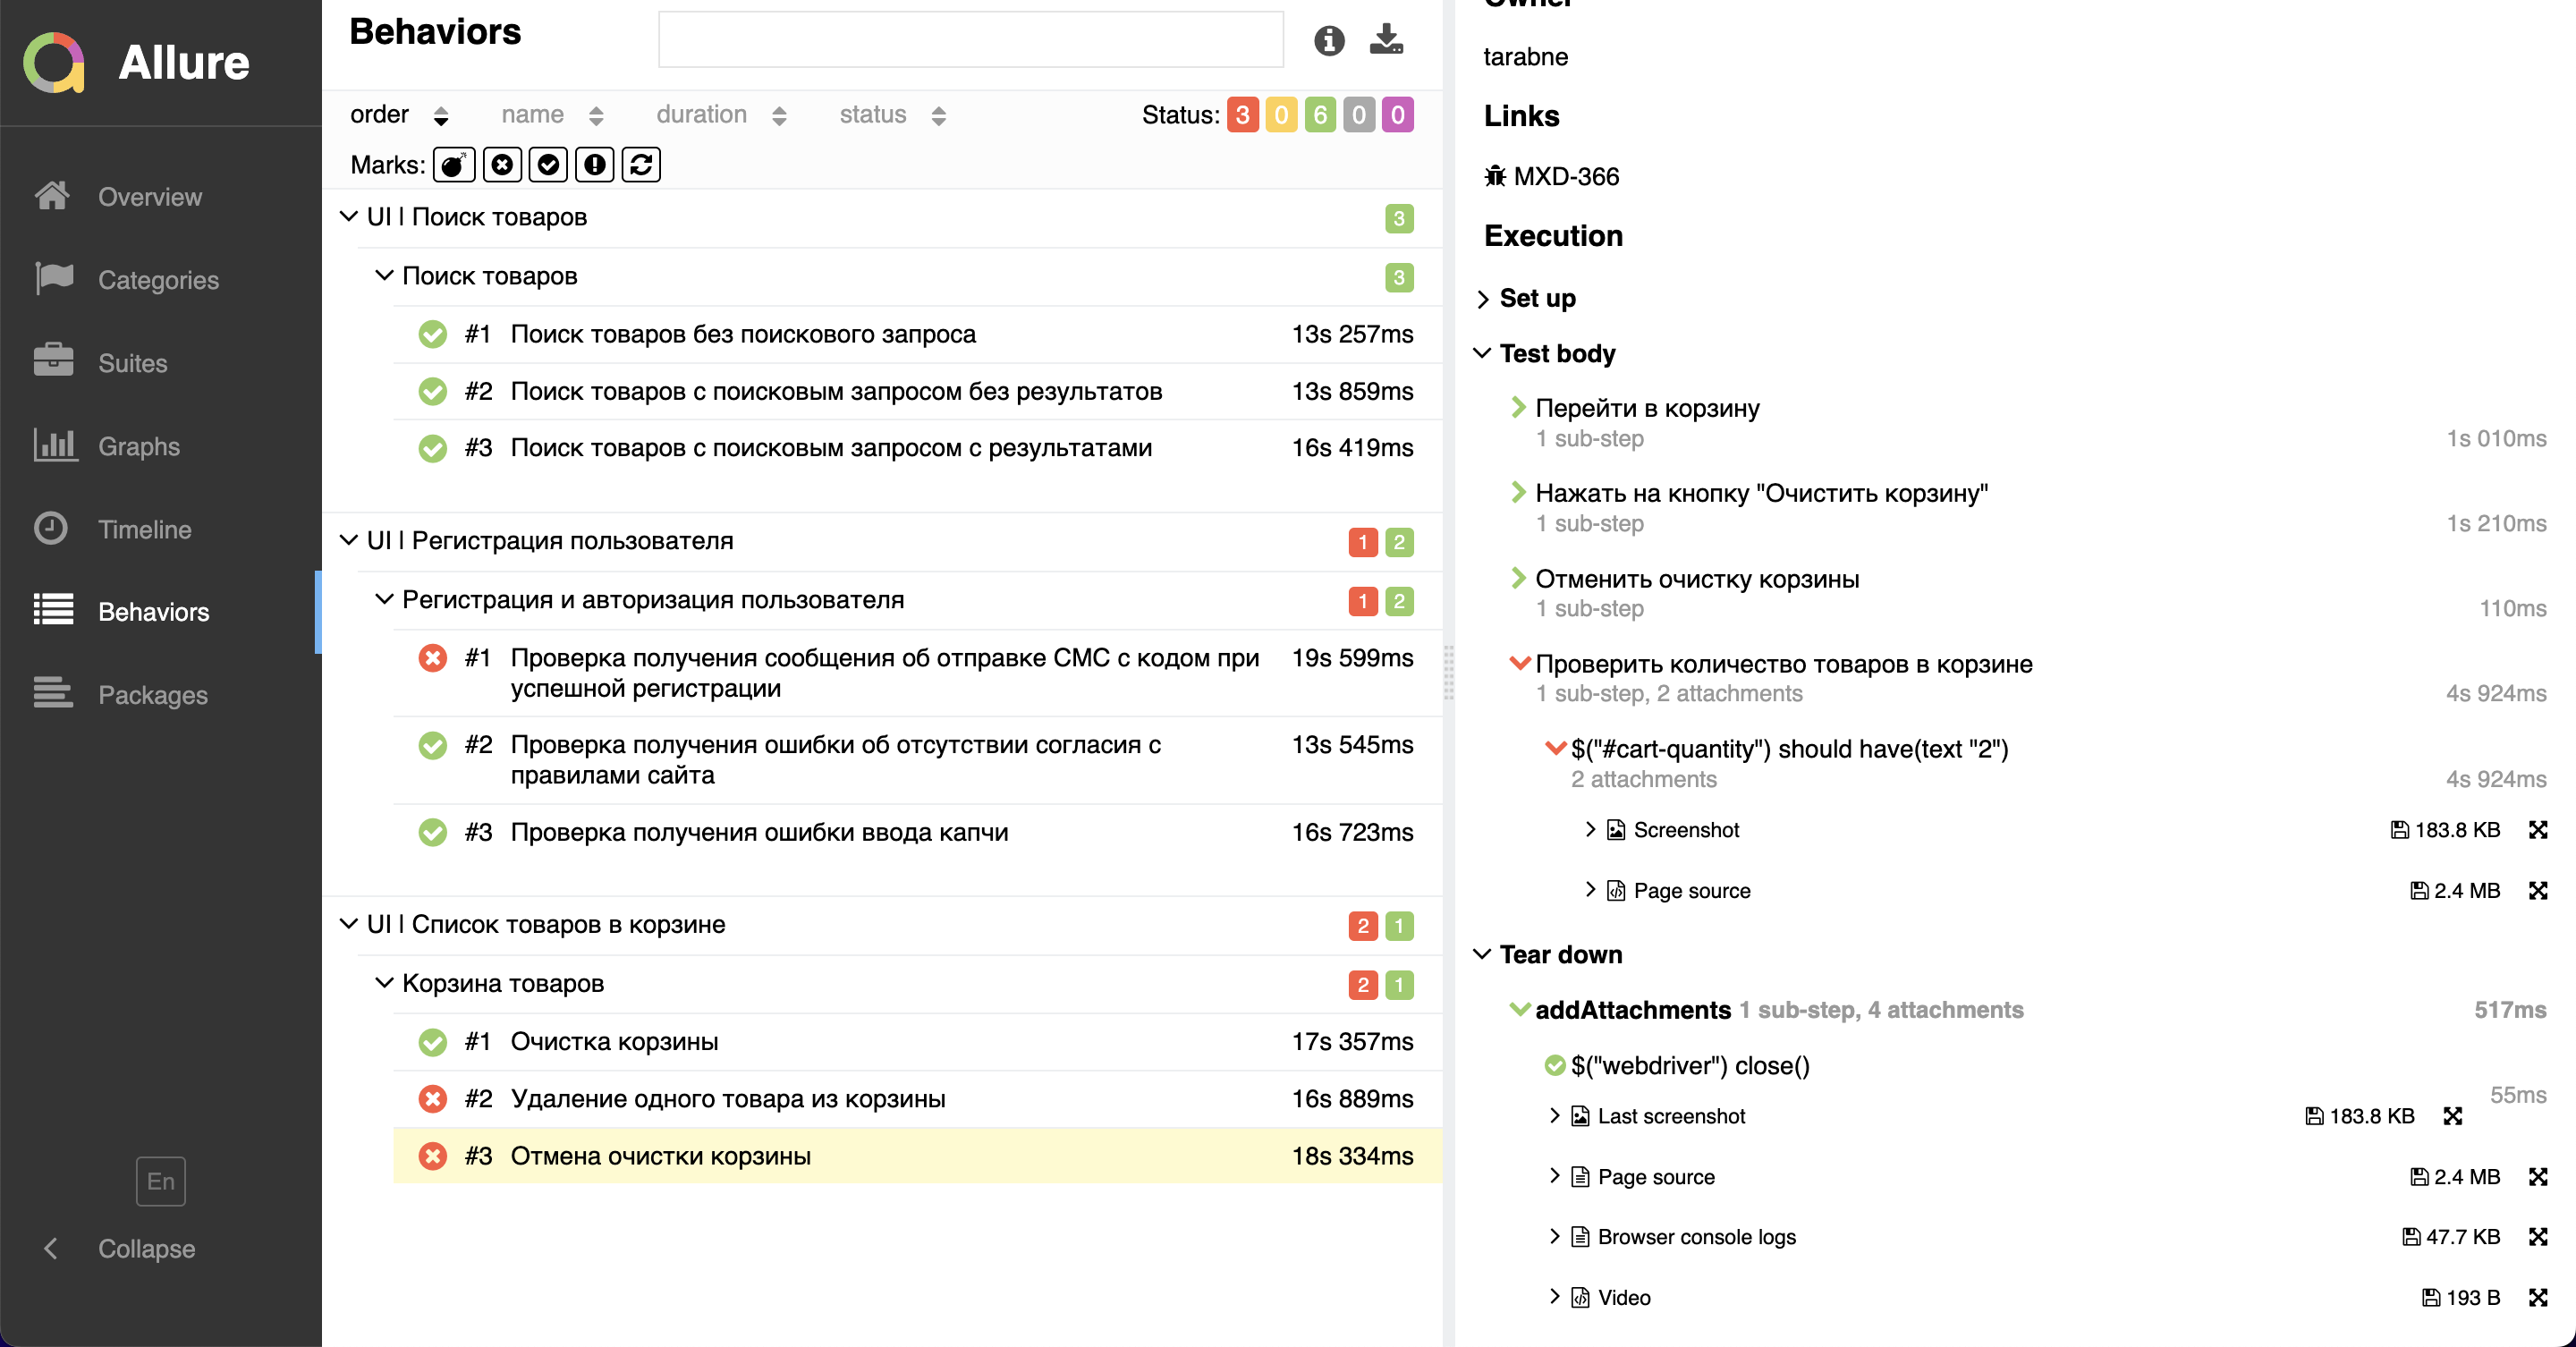 Allure
Overview
Categories
Suites
Graphs
Timeline
Behaviors
Packages
En
Collapse
Behaviors
order name duration status Status: 3 0 6 0 0
Marks:
UI | Поиск товаров 3
Поиск товаров 3
#1 Поиск товаров без поискового запроса 13s 257ms
#2 Поиск товаров с поисковым запросом без результатов 13s 859ms
#3 Поиск товаров с поисковым запросом с результатами 16s 419ms
UI | Регистрация пользователя 1 2
Регистрация и авторизация пользователя 1 2
#1 Проверка получения сообщения об отправке СМС с кодом при 19s 599ms
успешной регистрации
#2 Проверка получения ошибки об отсутствии согласия с 13s 545ms
правилами сайта
#3 Проверка получения ошибки ввода капчи 16s 723ms
UI | Список товаров в корзине 2 1
Корзина товаров 2 1
#1 Очистка корзины 17s 357ms
#2 Удаление одного товара из корзины 16s 889ms
#3 Отмена очистки корзины 18s 334ms
Owner
tarabne
Links
MXD-366
Execution
Set up
Test body
Перейти в корзину
1 sub-step 1s 010ms
Нажать на кнопку "Очистить корзину"
1 sub-step 1s 210ms
Отменить очистку корзины
1 sub-step 110ms
Проверить количество товаров в корзине
1 sub-step, 2 attachments 4s 924ms
$("#cart-quantity") should have(text "2")
2 attachments 4s 924ms
Screenshot 183.8 KB
Page source 2.4 MB
Tear down
addAttachments 1 sub-step, 4 attachments 517ms
$("webdriver") close()
55ms
Last screenshot 183.8 KB
Page source 2.4 MB
Browser console logs 47.7 KB
Video 193 B